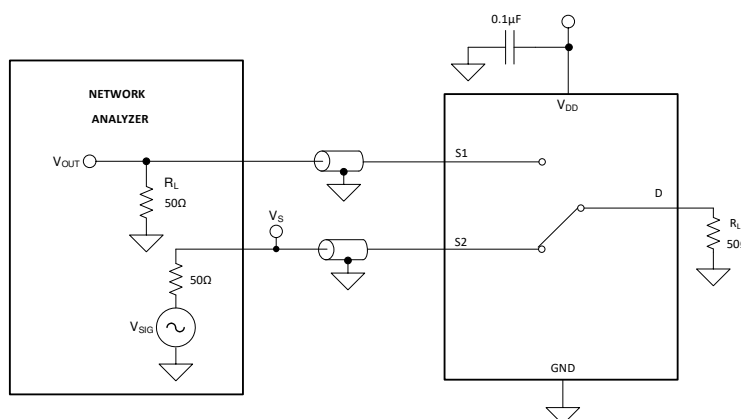 0.1µF
NETWORK
ANALYZER
VDD
VOUT
S1
RL
50Ω
VS
D
S2
RL
50Ω
VSIG
GND